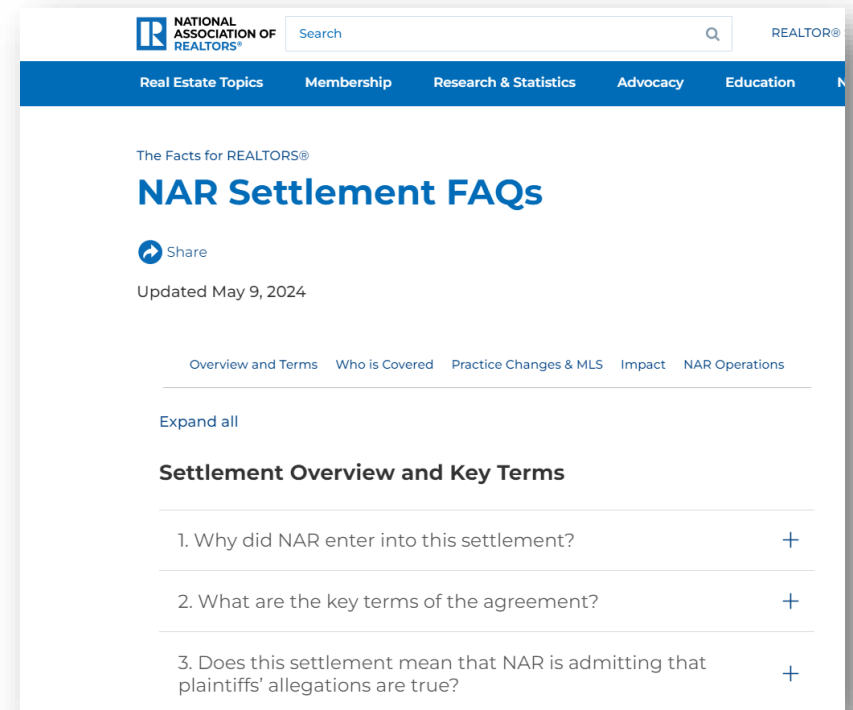 NATIONAL
ASSOCIATION OF
REALTORS®
Search
REALTOR®
Real Estate Topics Membership Research & Statistics Advocacy Education N
The Facts for REALTORS®
NAR Settlement FAQs
Share
Updated May 9, 2024
Overview and Terms Who is Covered Practice Changes & MLS Impact NAR Operations
Expand all
Settlement Overview and Key Terms
1. Why did NAR enter into this settlement?
2. What are the key terms of the agreement?
3. Does this settlement mean that NAR is admitting that
plaintiffs’ allegations are true?